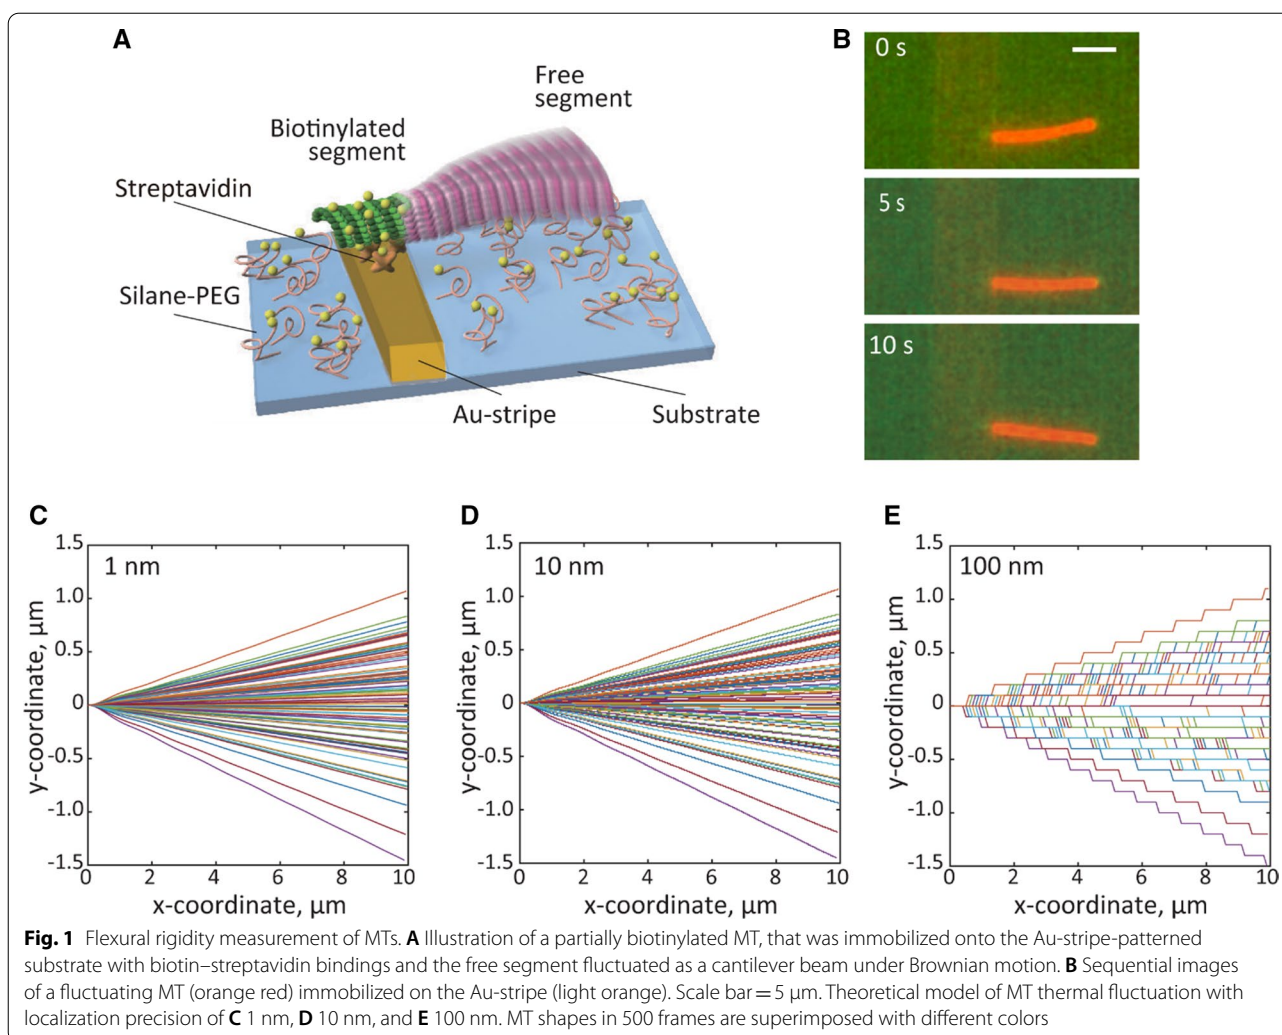 A
Free
segment
Biotinylated
segment
Streptavidin
Silane-PEG
Au-stripe
Substrate
B
0 s
5 s
10 s
C
1 nm
1.5
1.0
0.5
0
-0.5
-1.0
-1.5
y-coordinate, µm
0 2 4 6 8 10
x-coordinate, µm
D
10 nm
1.5
1.0
0.5
0
-0.5
-1.0
-1.5
y-coordinate, µm
0 2 4 6 8 10
x-coordinate, µm
E
100 nm
1.5
1.0
0.5
0
-0.5
-1.0
-1.5
y-coordinate, µm
0 2 4 6 8 10
x-coordinate, µm
Fig. 1 Flexural rigidity measurement of MTs. A Illustration of a partially biotinylated MT, that was immobilized onto the Au-stripe-patterned
substrate with biotin–streptavidin bindings and the free segment fluctuated as a cantilever beam under Brownian motion. B Sequential images
of a fluctuating MT (orange red) immobilized on the Au-stripe (light orange). Scale bar = 5 µm. Theoretical model of MT thermal fluctuation with
localization precision of C 1 nm, D 10 nm, and E 100 nm. MT shapes in 500 frames are superimposed with different colors